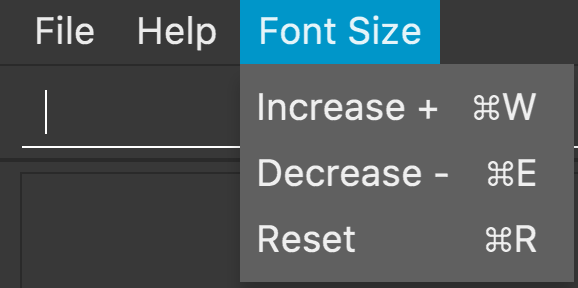 File Help Font Size
Increase + ⌘W
Decrease - ⌘E
Reset ⌘R